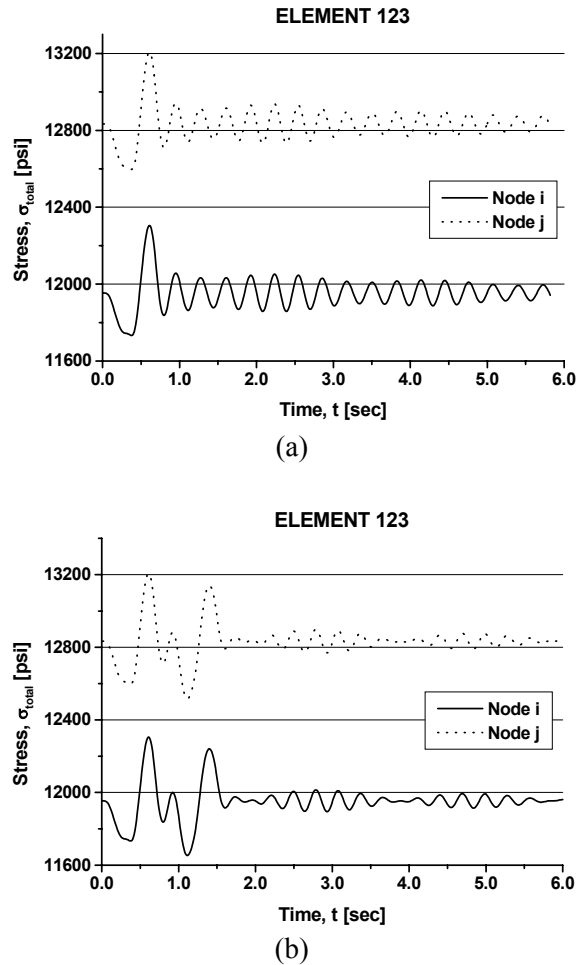 ELEMENT 123
13200
12800
12400
12000
11600
Stress, σtotal [psi]
Node i
Node j
0.0 1.0 2.0 3.0 4.0 5.0 6.0
Time, t [sec]
(a)
ELEMENT 123
13200
12800
12400
12000
11600
Stress, σtotal [psi]
Node i
Node j
0.0 1.0 2.0 3.0 4.0 5.0 6.0
Time, t [sec]
(b)